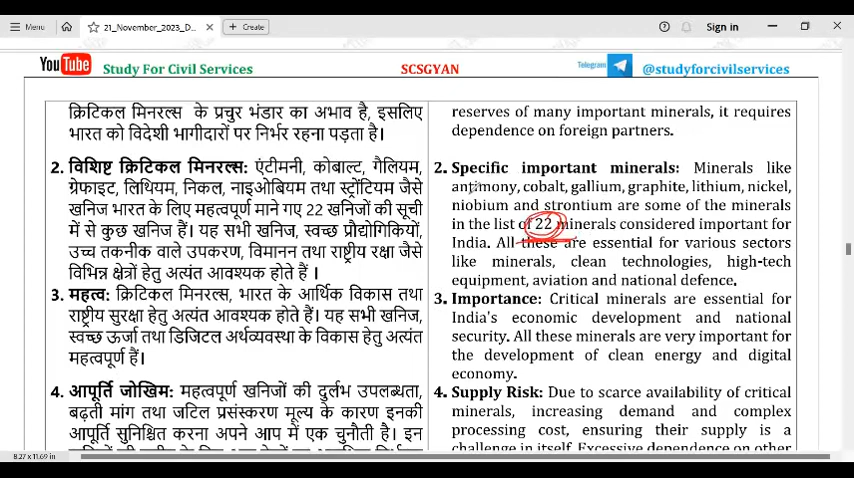 Menu
21_November_2023_D...
+ Create
Sign in
YouTube Study For Civil Services
SCSGYAN
Telegram @studyforcivilservices
क्रिटिकल मिनरल्स के प्रचुर भंडार का अभाव है, इसलिए
भारत को विदेशी भागीदारों पर निर्भर रहना पड़ता है।
2. विशिष्ट क्रिटिकल मिनरल्स: एंटीमनी, कोबाल्ट, गैलियम,
ग्रेफाइट, लिथियम, निकल, नाइओबियम तथा स्ट्रोंटियम जैसे
खनिज भारत के लिए महत्वपूर्ण माने गए 22 खनिजों की सूची
में से कुछ खनिज हैं। यह सभी खनिज, स्वच्छ प्रौद्योगिकियों,
उच्च तकनीक वाले उपकरण, विमानन तथा राष्ट्रीय रक्षा जैसे
विभिन्न क्षेत्रों हेतु अत्यंत आवश्यक होते हैं ।
3. महत्व: क्रिटिकल मिनरल्स, भारत के आर्थिक विकास तथा
राष्ट्रीय सुरक्षा हेतु अत्यंत आवश्यक होते हैं। यह सभी खनिज,
स्वच्छ ऊर्जा तथा डिजिटल अर्थव्यवस्था के विकास हेतु अत्यंत
महत्वपूर्ण हैं।
4. आपूर्ति जोखिम: महत्वपूर्ण खनिजों की दुर्लभ उपलब्धता,
बढ़ती मांग तथा जटिल प्रसंस्करण मूल्य के कारण इनकी
आपूर्ति सुनिश्चित करना अपने आप में एक चुनौती है। इन
reserves of many important minerals, it requires
dependence on foreign partners.
2. Specific important minerals: Minerals like
antimony, cobalt, gallium, graphite, lithium, nickel,
niobium and strontium are some of the minerals
in the list of 22 minerals considered important for
India. All these are essential for various sectors
like minerals, clean technologies, high-tech
equipment, aviation and national defence.
3. Importance: Critical minerals are essential for
India's economic development and national
security. All these minerals are very important for
the development of clean energy and digital
economy.
4. Supply Risk: Due to scarce availability of critical
minerals, increasing demand and complex
processing cost, ensuring their supply is a
challenge in itself. Excessive dependence on other
8.27 x 11.69 in